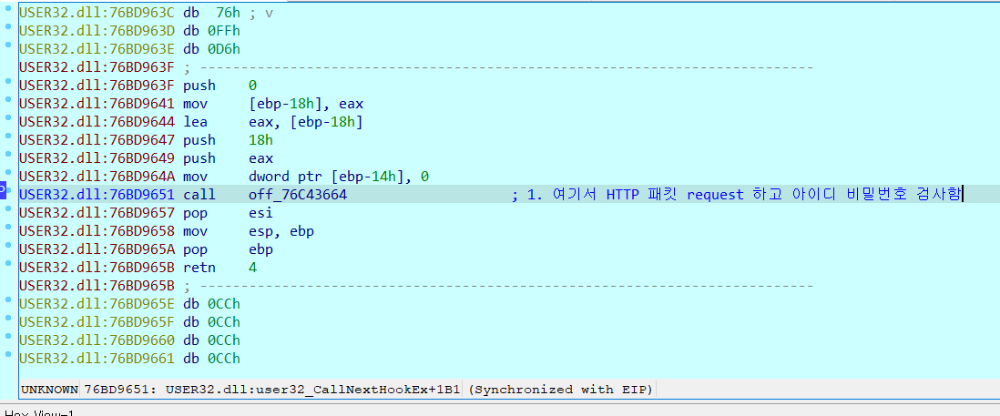 USER32.dll:76BD963C db  76h ; v
USER32.dll:76BD963D db 0FFh
USER32.dll:76BD963E db 0D6h
USER32.dll:76BD963F ; ---------------------------------------------------------------------------
USER32.dll:76BD963F push    0
USER32.dll:76BD9641 mov     [ebp-18h], eax
USER32.dll:76BD9644 lea     eax, [ebp-18h]
USER32.dll:76BD9647 push    18h
USER32.dll:76BD9649 push    eax
USER32.dll:76BD964A mov     dword ptr [ebp-14h], 0
USER32.dll:76BD9651 call    off_76C43664                    ; 1. 여기서 HTTP 패킷 request 하고 아이디 비밀번호 검사함
USER32.dll:76BD9657 pop     esi
USER32.dll:76BD9658 mov     esp, ebp
USER32.dll:76BD965A pop     ebp
USER32.dll:76BD965B retn    4
USER32.dll:76BD965B ; ---------------------------------------------------------------------------
USER32.dll:76BD965E db 0CCh
USER32.dll:76BD965F db 0CCh
USER32.dll:76BD9660 db 0CCh
USER32.dll:76BD9661 db 0CCh
UNKNOWN 76BD9651: USER32.dll:user32_CallNextHookEx+1B1 (Synchronized with EIP)
Hex View-1